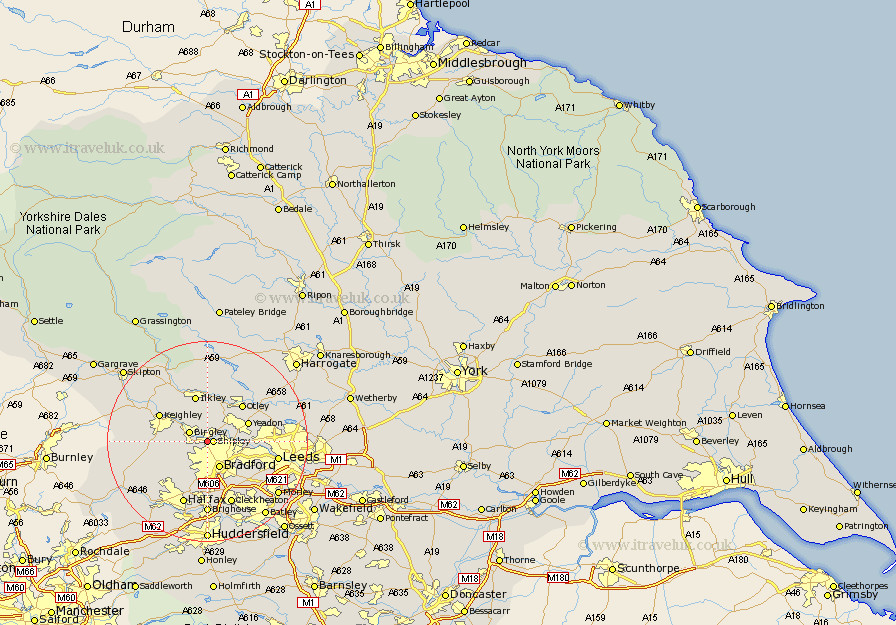 A68
A1
Hartlepool
Durham
A68
A688
Stockton-on-Tees
Billingham
Redcar
Middlesbrough
A66
A67
Darlington
Guisborough
A66
A1
Aldbrough
Great Ayton
A171
Whitby
A19
Stokesley
© www.itraveluk.co.uk
Richmond
North York Moors
National Park
A171
Catterick
Catterick Camp
A1
Northallerton
Yorkshire Dales
National Park
Bedale
A19
Scarborough
A61
Thirsk
Helmsley
Pickering
A170
A165
A170
A64
A168
A64
A61
A19
Malton
Norton
A165
Ripon
© www.itraveluk.co.uk
Settle
Grassington
Pateley Bridge
Boroughbridge
A61
A1
A64
Bridlington
A166
A614
Haxby
A65
A682
Gargrave
A59
Knaresborough
Harrogate
A59
A166
Driffield
Skipton
York
Stamford Bridge
A165
A59
A1237
A1079
A658
A614
Ilkley
Wetherby
A64
Otley
A61
Hornsea
A682
Keighley
A58
Yeadon
Market Weighton
A1035
Leven
Bingley
A64
A1079
Beverley
Shipley
A19
A614
A165
Aldbrough
Burnley
Leeds
M1
M65
Bradford
Selby
A63
M62
South Cave
M606
M621
Gilberdyke
A63
Hull
A646
A646
Morley
M62
A19
Howden
Halifax
Cleckheaton
Castleford
Goole
Brighouse
Batley
Wakefield
M62
Carlton
Keyingham
A56
A6033
M62
Ossett
Pontefract
Patrington
Huddersfield
A638
A15
M18
© www.itraveluk.co.uk
Bury
Rochdale
A629
Honley
A638
A638
A19
Thorne
A180
M66
A628
Scunthorpe
M60
Oldham
Saddleworth
Holmfirth
Barnsley
M18
M180
Cleethorpes
Doncaster
A46
Grimsby
M60
Manchester
A628
M1
A635
Bessacarr
A159
A15
A18
A16
Salford